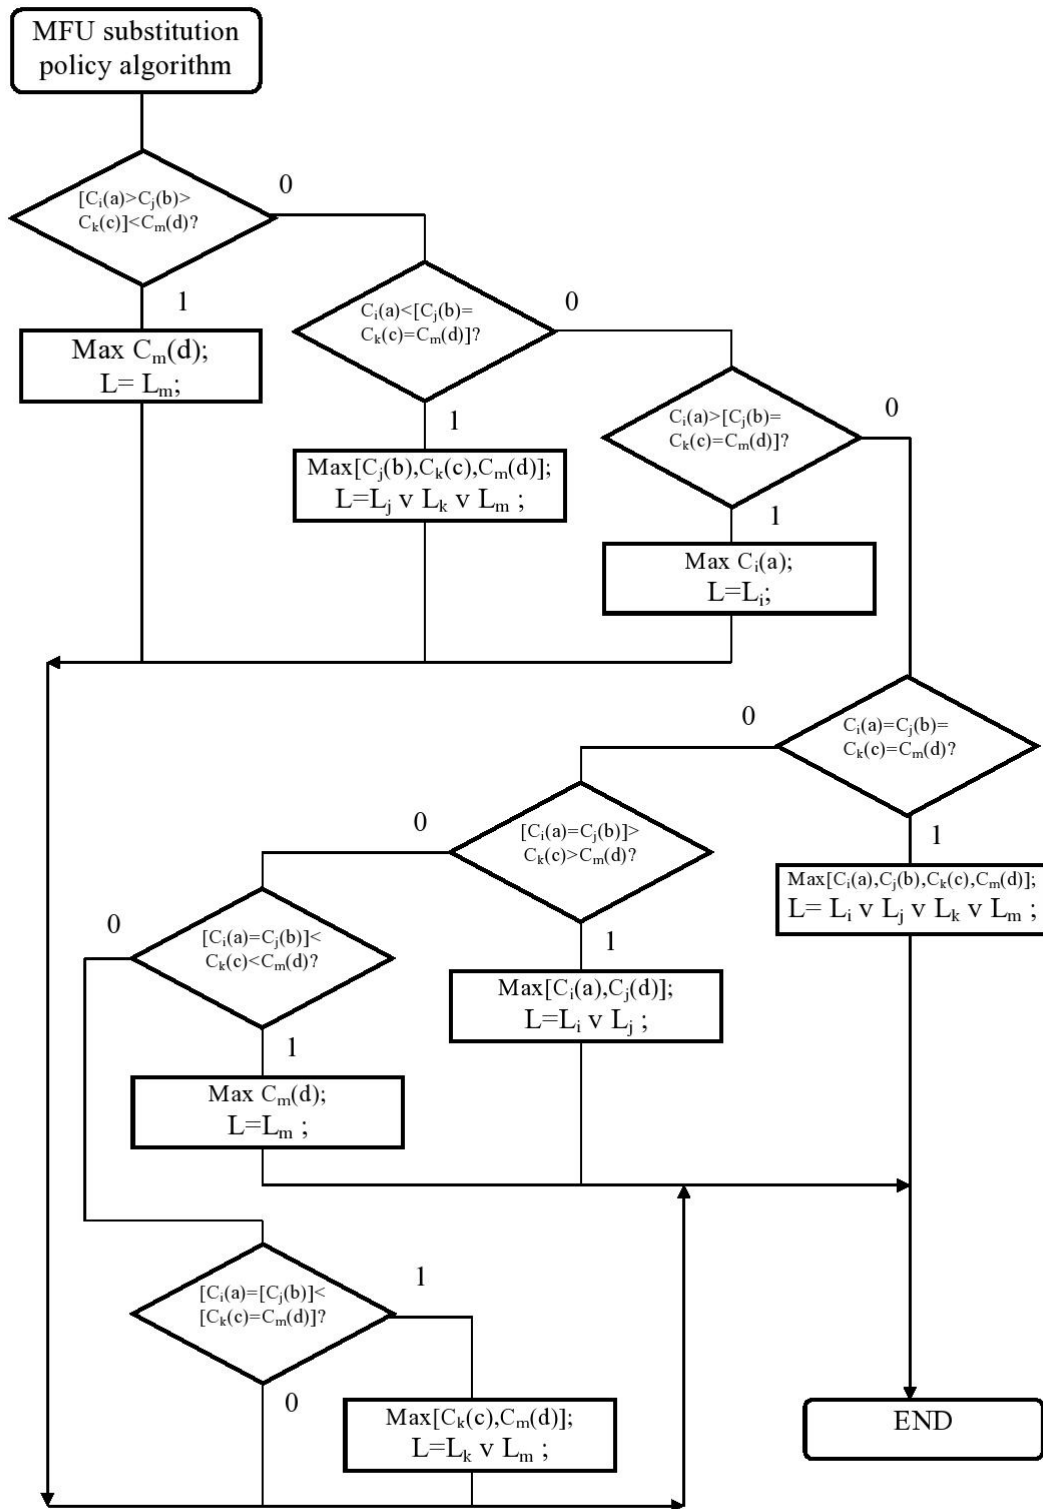 MFU substitution
policy algorithm
[Cᵢ(a)>Cⱼ(b)>
Cₖ(c)]<Cₘ(d)?
0
1
Max Cₘ(d);
L= Lₘ;
Cᵢ(a)<[Cⱼ(b)=
Cₖ(c)=Cₘ(d)]?
0
1
Max[Cⱼ(b),Cₖ(c),Cₘ(d)];
L=Lⱼ v Lₖ v Lₘ ;
Cᵢ(a)>[Cⱼ(b)=
Cₖ(c)=Cₘ(d)]?
0
1
Max Cᵢ(a);
L=Lᵢ;
Cᵢ(a)=Cⱼ(b)=
Cₖ(c)=Cₘ(d)?
0
1
Max[Cᵢ(a),Cⱼ(b),Cₖ(c),Cₘ(d)];
L= Lᵢ v Lⱼ v Lₖ v Lₘ ;
[Cᵢ(a)=Cⱼ(b)]>
Cₖ(c)>Cₘ(d)?
0
1
Max[Cᵢ(a),Cⱼ(d)];
L=Lᵢ v Lⱼ ;
[Cᵢ(a)=Cⱼ(b)]<
Cₖ(c)<Cₘ(d)?
0
1
Max Cₘ(d);
L=Lₘ ;
[Cᵢ(a)=[Cⱼ(b)]<
[Cₖ(c)=Cₘ(d)]?
1
0
Max[Cₖ(c),Cₘ(d)];
L=Lₖ v Lₘ ;
END